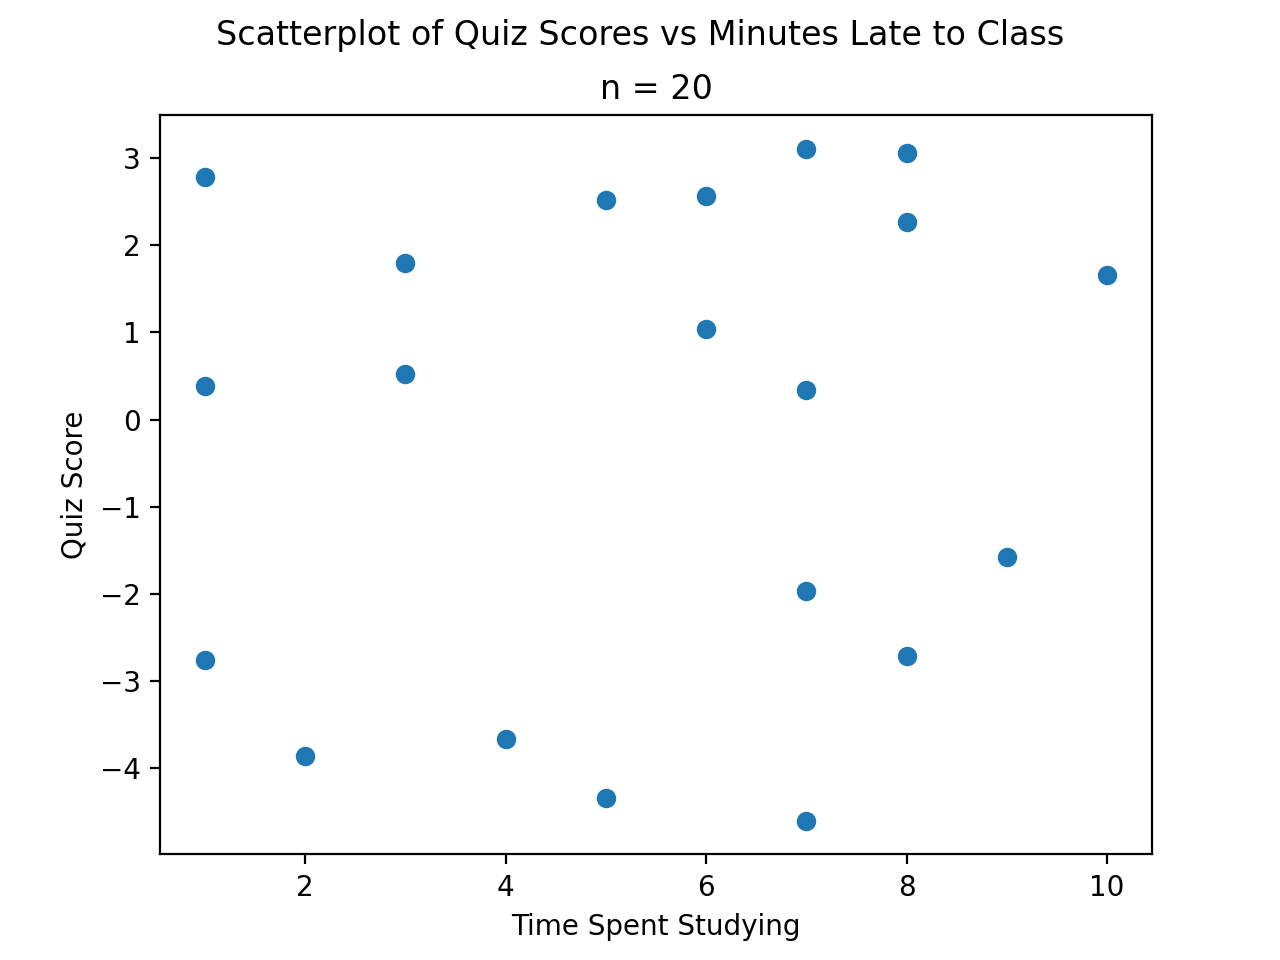 Scatterplot of Quiz Scores vs Minutes Late to Class
n = 20
3
2
1
0
−1
−2
−3
−4
Quiz Score
2 4 6 8 10
Time Spent Studying